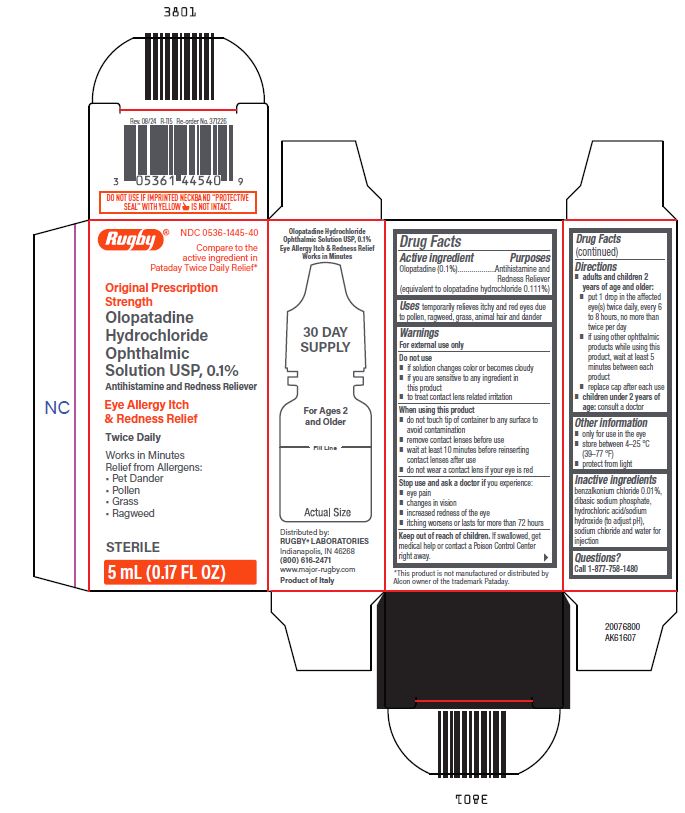 3801
Rev. 08/24 R-115 Re-order No. 371226
3 05361 44540 9
DO NOT USE IF IMPRINTED NECKBAND "PROTECTIVE
SEAL" WITH YELLOW IS NOT INTACT.
NC
Rugby® NDC 0536-1445-40
Compare to the
active ingredient in
Pataday Twice Daily Relief*
Original Prescription
Strength
Olopatadine
Hydrochloride
Ophthalmic
Solution USP, 0.1%
Antihistamine and Redness Reliever
Eye Allergy Itch
& Redness Relief
Twice Daily
Works in Minutes
Relief from Allergens:
• Pet Dander
• Pollen
• Grass
• Ragweed
STERILE
5 mL (0.17 FL OZ)
Olopatadine Hydrochloride
Ophthalmic Solution USP, 0.1%
Eye Allergy Itch & Redness Relief
Works in Minutes
30 DAY
SUPPLY
For Ages 2
and Older
Fill Line
Actual Size
Distributed by:
RUGBY® LABORATORIES
Indianapolis, IN 46268
(800) 616-2471
www.major-rugby.com
Product of Italy
Drug Facts
Active ingredient Purposes
Olopatadine (0.1%)....................Antihistamine and
Redness Reliever
(equivalent to olopatadine hydrochloride 0.111%)
Uses temporarily relieves itchy and red eyes due
to pollen, ragweed, grass, animal hair and dander
Warnings
For external use only
Do not use
■ if solution changes color or becomes cloudy
■ if you are sensitive to any ingredient in
this product
■ to treat contact lens related irritation
When using this product
■ do not touch tip of container to any surface to
avoid contamination
■ remove contact lenses before use
■ wait at least 10 minutes before reinserting
contact lenses after use
■ do not wear a contact lens if your eye is red
Stop use and ask a doctor if you experience:
■ eye pain
■ changes in vision
■ increased redness of the eye
■ itching worsens or lasts for more than 72 hours
Keep out of reach of children. If swallowed, get
medical help or contact a Poison Control Center
right away.
*This product is not manufactured or distributed by
Alcon owner of the trademark Pataday.
Drug Facts
(continued)
Directions
■ adults and children 2
years of age and older:
■ put 1 drop in the affected
eye(s) twice daily, every 6
to 8 hours, no more than
twice per day
■ if using other ophthalmic
products while using this
product, wait at least 5
minutes between each
product
■ replace cap after each use
■ children under 2 years of
age: consult a doctor
Other information
■ only for use in the eye
■ store between 4–25 °C
(39–77 °F)
■ protect from light
Inactive ingredients
benzalkonium chloride 0.01%,
dibasic sodium phosphate,
hydrochloric acid/sodium
hydroxide (to adjust pH),
sodium chloride and water for
injection
Questions?
Call 1-877-758-1480
20076800
AK61607
3801